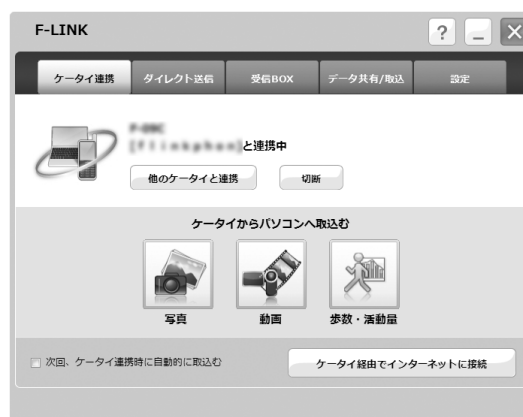 F-LINK
?
ケータイ連携 ダイレクト送信 受信BOX データ共有/取込 設定
と連携中
他のケータイと連携 切断
ケータイからパソコンへ取込む
写真 動画 歩数・活動量
次回、ケータイ連携時に自動的に取込む ケータイ経由でインターネットに接続